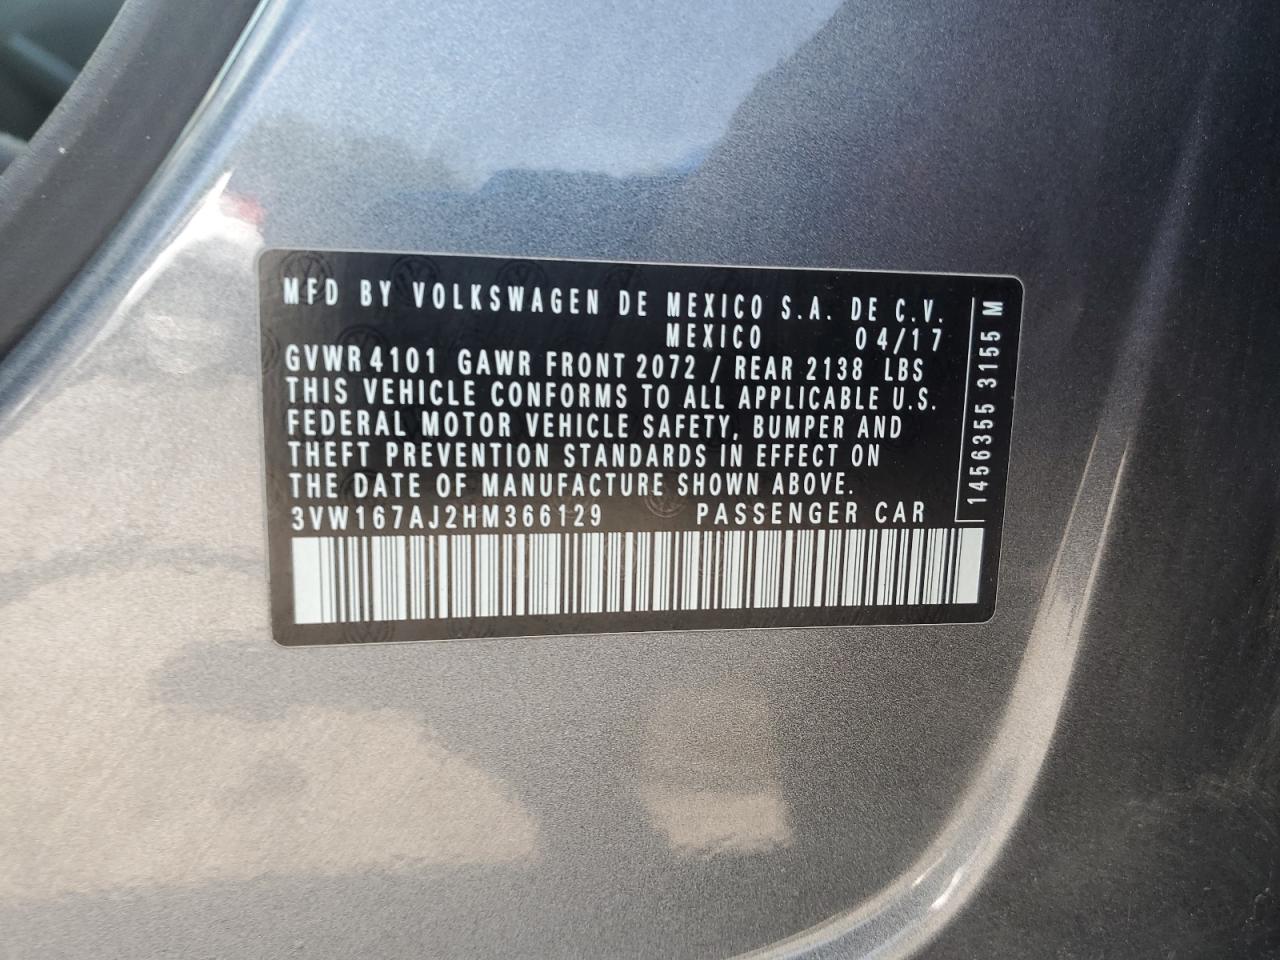 MFD BY VOLKSWAGEN DE MEXICO S.A. DE C.V.
MEXICO 04/17
GVWR 4101 GAWR FRONT 2072 / REAR 2138 LBS
THIS VEHICLE CONFORMS TO ALL APPLICABLE U.S.
FEDERAL MOTOR VEHICLE SAFETY, BUMPER AND
THEFT PREVENTION STANDARDS IN EFFECT ON
THE DATE OF MANUFACTURE SHOWN ABOVE.
3VW167AJ2HM366129 PASSENGER CAR
1456355 3155 M